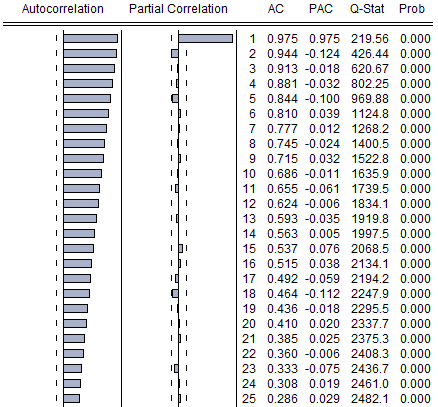 Autocorrelation Partial Correlation AC PAC Q-Stat Prob
1 0.975 0.975 219.56 0.000
2 0.944 -0.124 426.44 0.000
3 0.913 -0.018 620.67 0.000
4 0.881 -0.032 802.25 0.000
5 0.844 -0.100 969.88 0.000
6 0.810 0.039 1124.8 0.000
7 0.777 0.012 1268.2 0.000
8 0.745 -0.024 1400.5 0.000
9 0.715 0.032 1522.8 0.000
10 0.686 -0.011 1635.9 0.000
11 0.655 -0.061 1739.5 0.000
12 0.624 -0.006 1834.1 0.000
13 0.593 -0.035 1919.8 0.000
14 0.563 0.005 1997.5 0.000
15 0.537 0.076 2068.5 0.000
16 0.515 0.038 2134.1 0.000
17 0.492 -0.059 2194.2 0.000
18 0.464 -0.112 2247.9 0.000
19 0.436 -0.018 2295.5 0.000
20 0.410 0.020 2337.7 0.000
21 0.385 0.025 2375.3 0.000
22 0.360 -0.006 2408.3 0.000
23 0.333 -0.075 2436.7 0.000
24 0.308 0.019 2461.0 0.000
25 0.286 0.029 2482.1 0.000